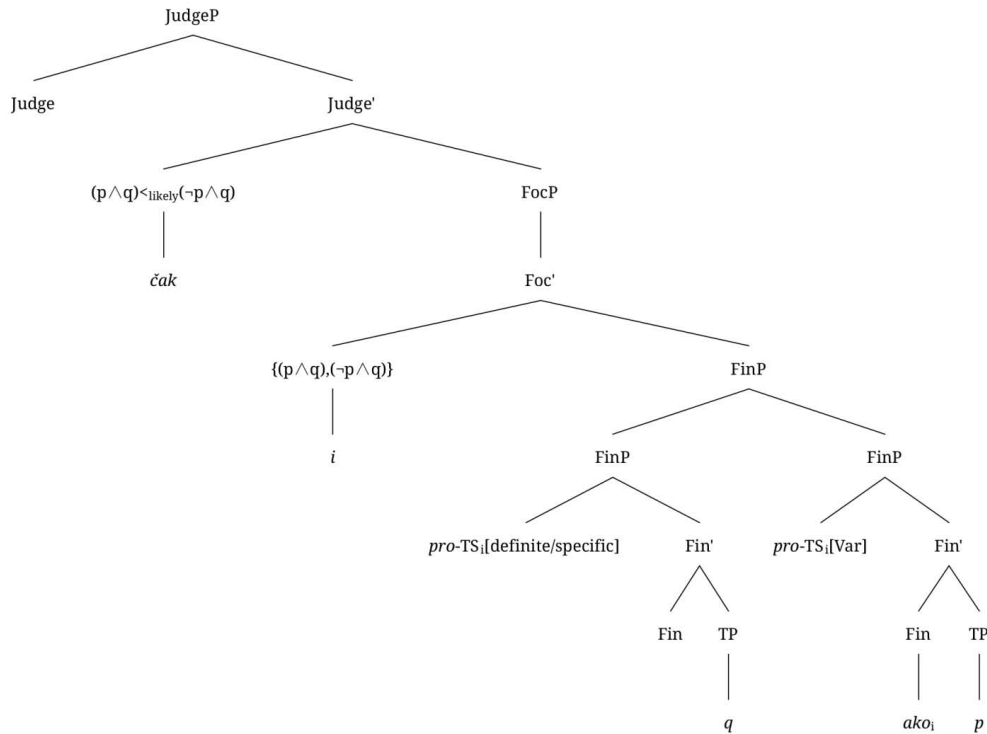 JudgeP
Judge Judge'
(p∧q)<likely(¬p∧q) FocP
čak Foc'
{(p∧q),(¬p∧q)} FinP
i FinP FinP
pro-TSi[definite/specific] Fin' pro-TSi[Var] Fin'
Fin TP Fin TP
q akoi p